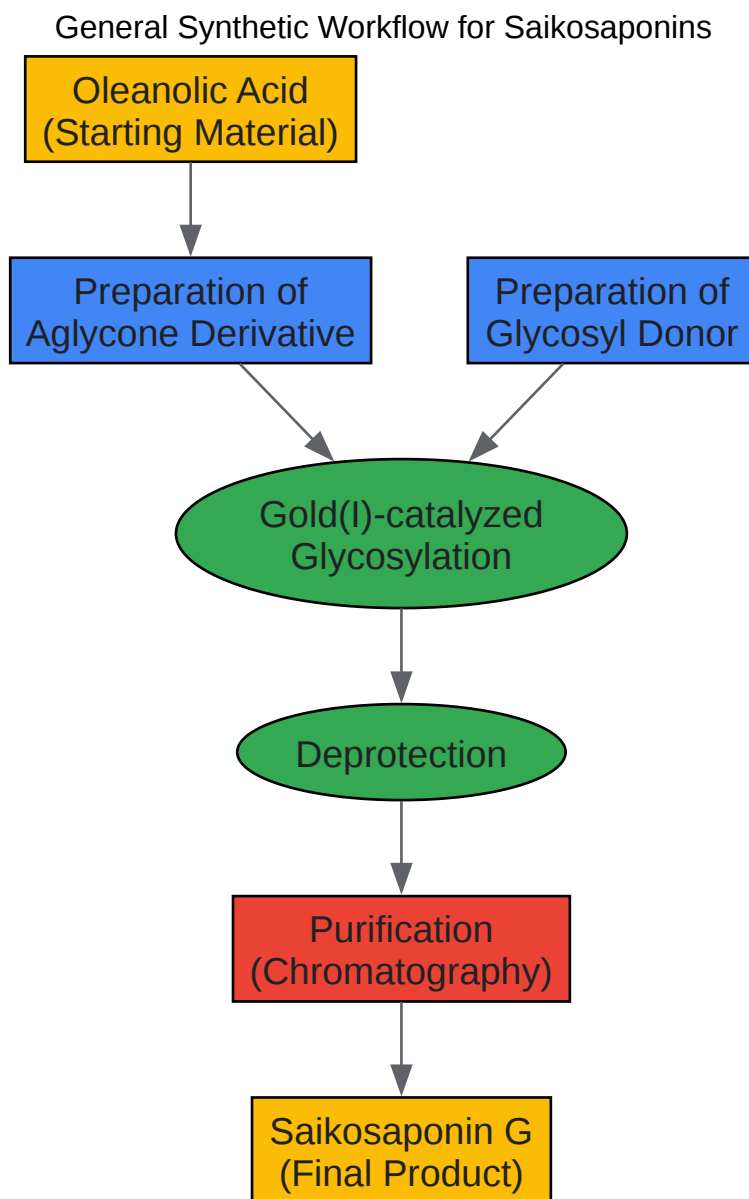 General Synthetic Workflow for Saikosaponins
Oleanolic Acid
(Starting Material)
Preparation of
Aglycone Derivative
Preparation of
Glycosyl Donor
Gold(I)-catalyzed
Glycosylation
Deprotection
Purification
(Chromatography)
Saikosaponin G
(Final Product)